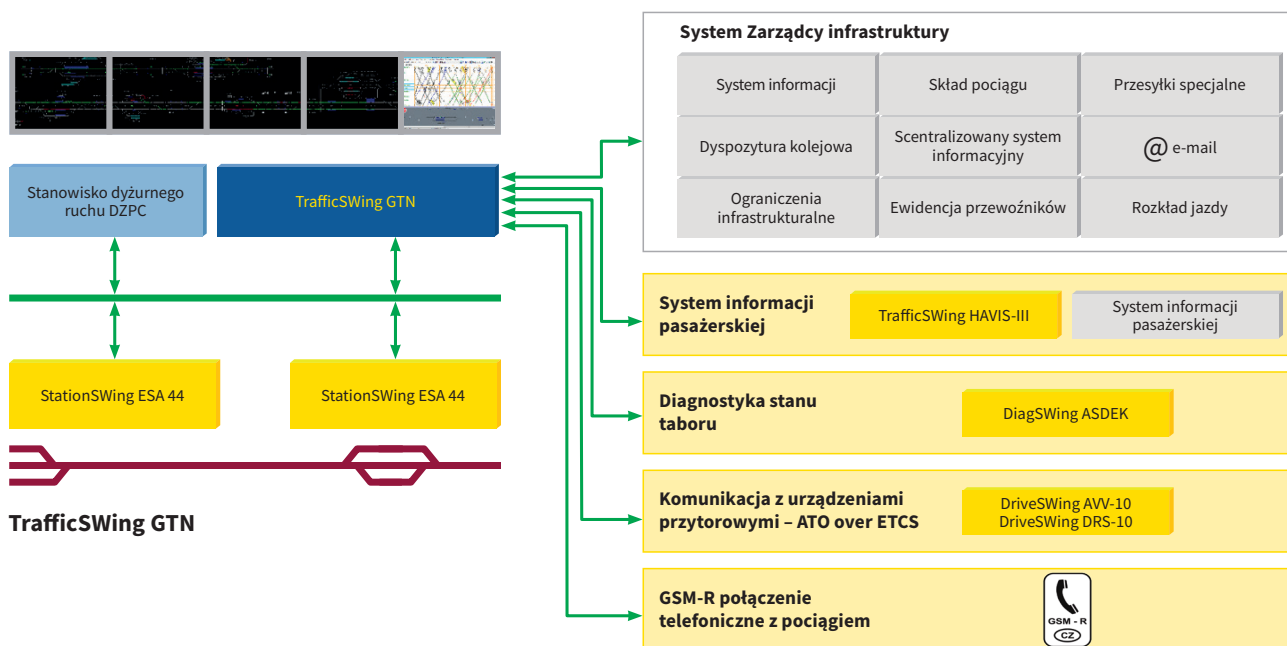 System Zarządcy infrastruktury
System informacji
Skład pociągu
Przesyłki specjalne
Dyspozytura kolejowa
Scentralizowany system
informacyjny
@ e-mail
Ograniczenia
infrastrukturalne
Ewidencja przewoźników
Rozkład jazdy
Stanowisko dyżurnego
ruchu DZPC
TrafficSWing GTN
StationSWing ESA 44
StationSWing ESA 44
TrafficSWing GTN
System informacji
pasażerskiej
TrafficSWing HAVIS-III
System informacji
pasażerskiej
Diagnostyka stanu
taboru
DiagSWing ASDEK
Komunikacja z urządzeniami
przytorowymi – ATO over ETCS
DriveSWing AVV-10
DriveSWing DRS-10
GSM-R połączenie
telefoniczne z pociągiem
GSM - R
CZ